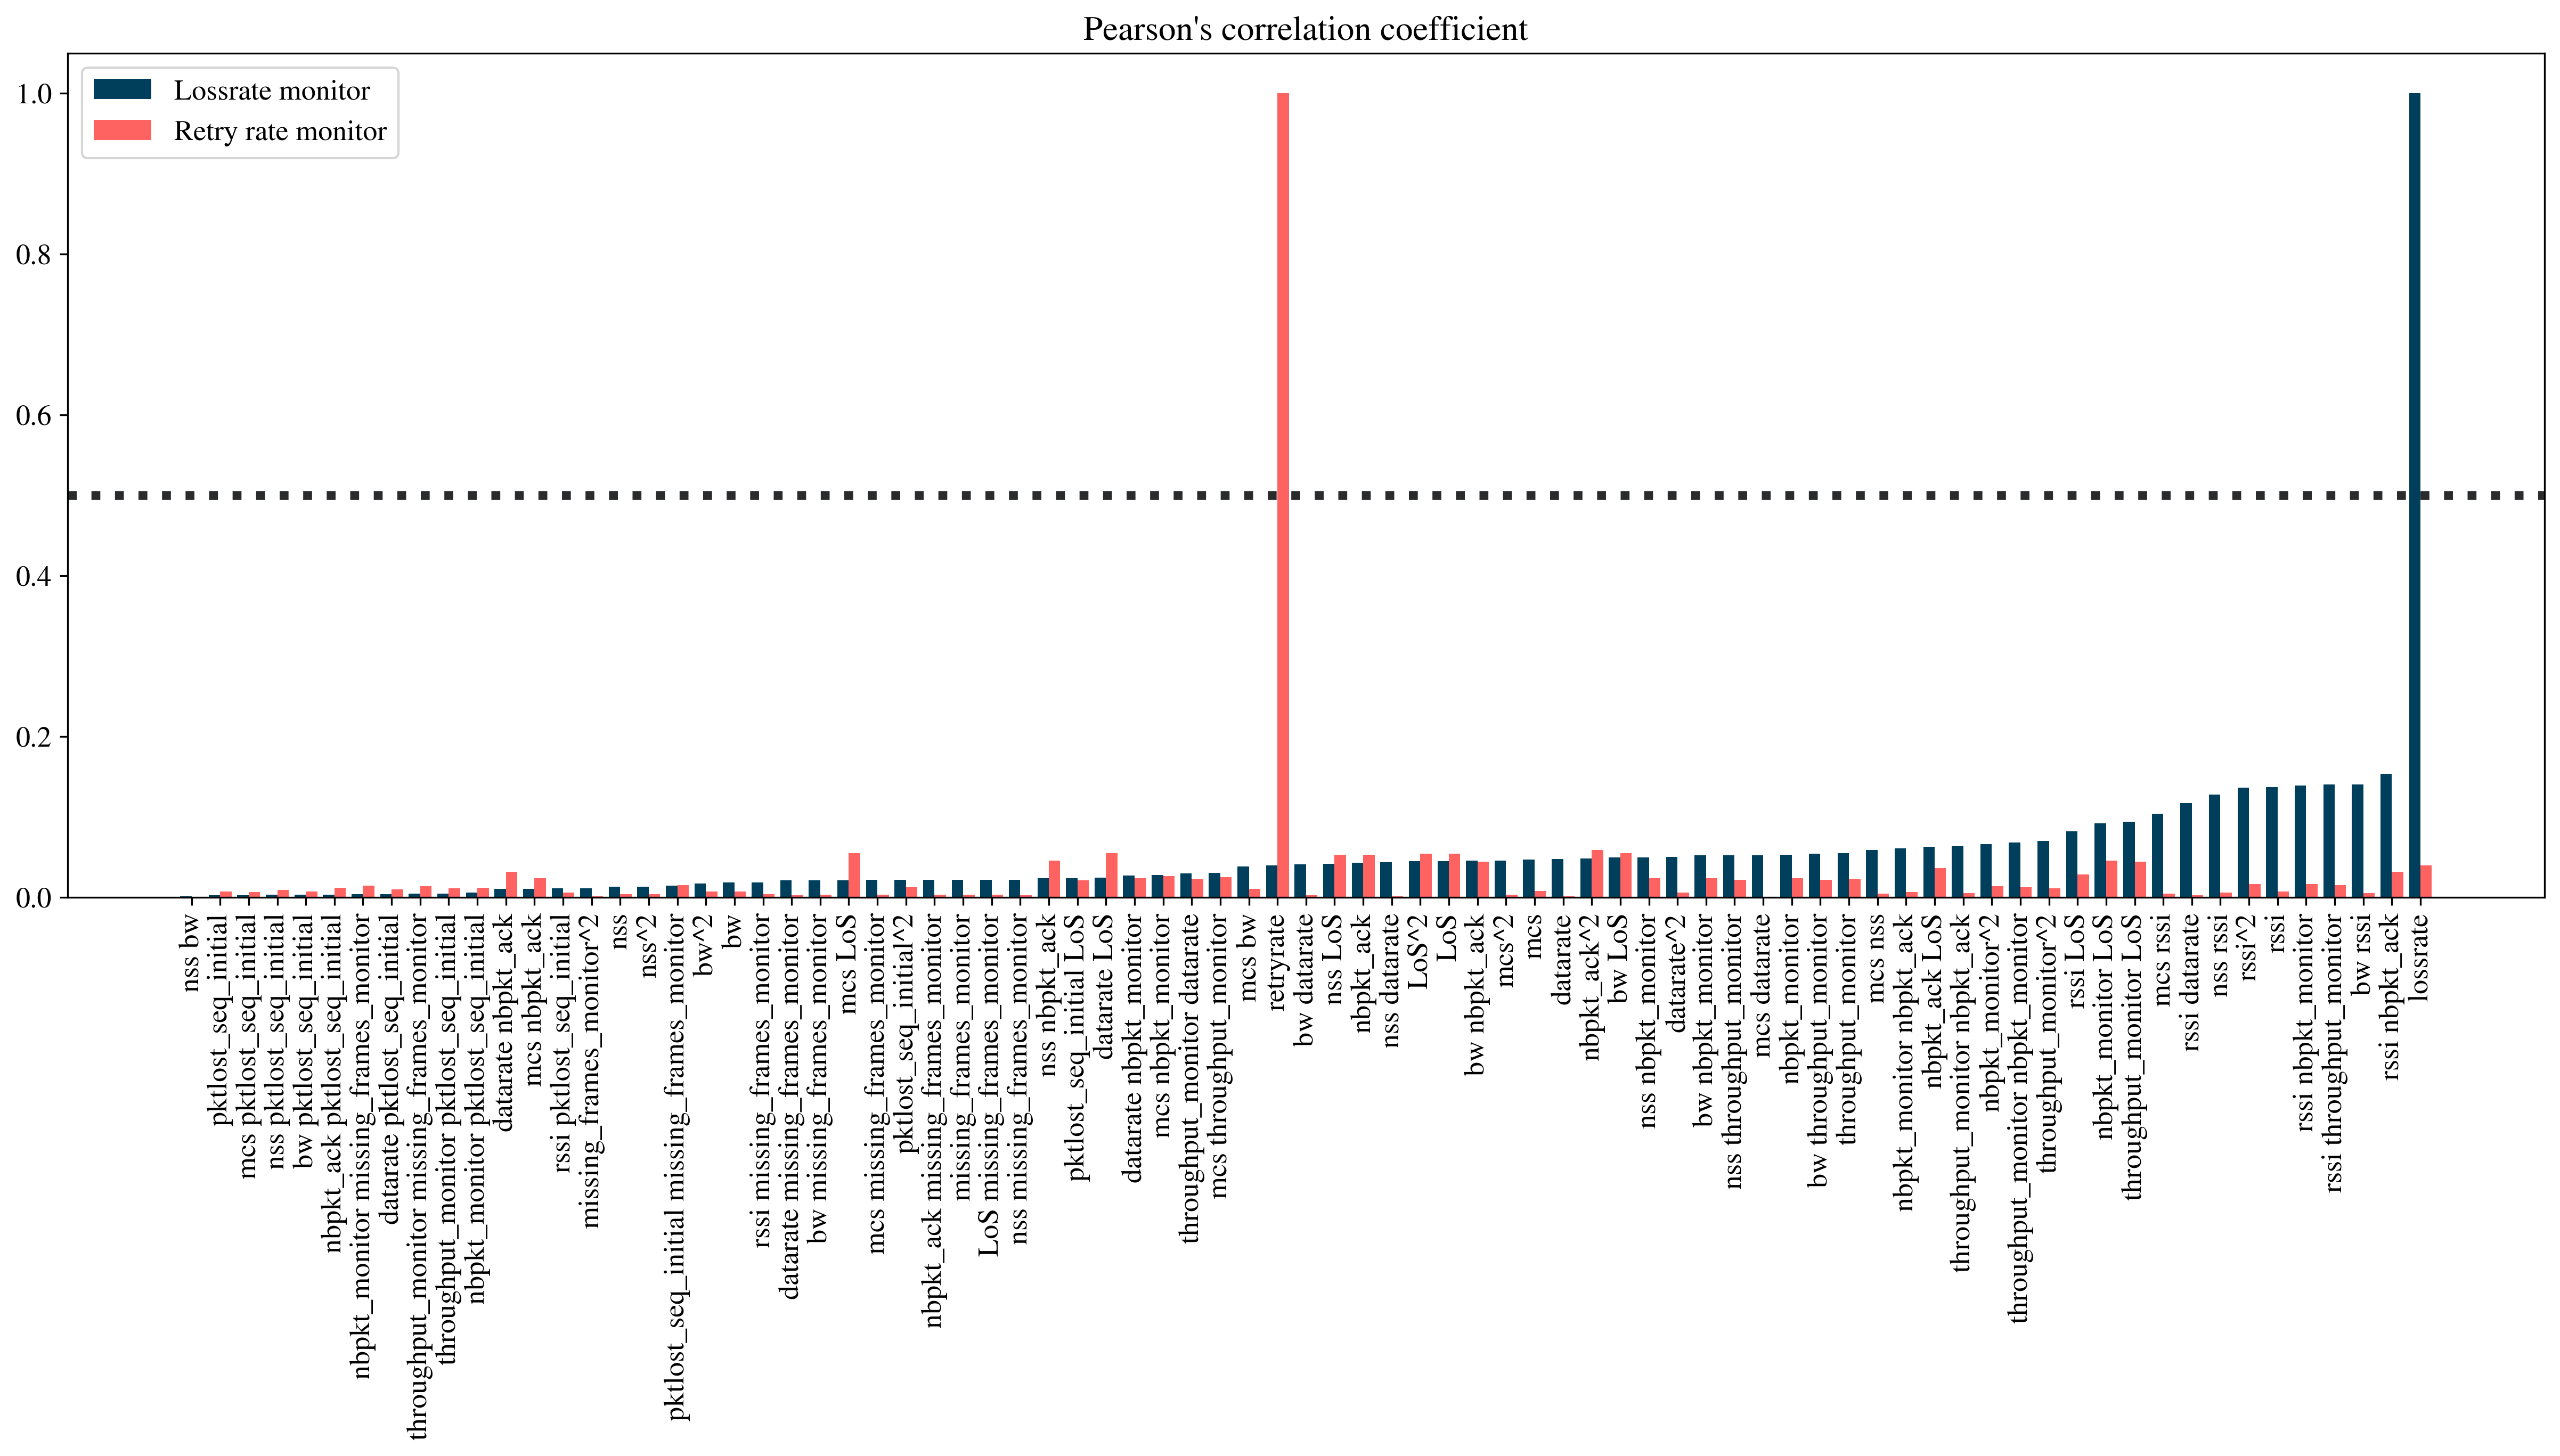 Pearson's correlation coefficient
Lossrate monitor
Retry rate monitor
1.0
0.8
0.6
0.4
0.2
0.0
nss bw
pktlost_seq_initial
mcs pktlost_seq_initial
nss pktlost_seq_initial
bw pktlost_seq_initial
nbpkt_ack pktlost_seq_initial
nbpkt_monitor missing_frames_monitor
datarate pktlost_seq_initial
throughput_monitor missing_frames_monitor
throughput_monitor pktlost_seq_initial
nbpkt_monitor pktlost_seq_initial
datarate nbpkt_ack
mcs nbpkt_ack
rssi pktlost_seq_initial
missing_frames_monitor^2
nss
nss^2
pktlost_seq_initial missing_frames_monitor
bw^2
bw
rssi missing_frames_monitor
datarate missing_frames_monitor
bw missing_frames_monitor
mcs LoS
mcs missing_frames_monitor
pktlost_seq_initial^2
nbpkt_ack missing_frames_monitor
missing_frames_monitor
LoS missing_frames_monitor
nss missing_frames_monitor
nss nbpkt_ack
pktlost_seq_initial LoS
datarate LoS
datarate nbpkt_monitor
mcs nbpkt_monitor
throughput_monitor datarate
mcs throughput_monitor
mcs bw
retryrate
bw datarate
nss LoS
nbpkt_ack
nss datarate
LoS^2
LoS
bw nbpkt_ack
mcs^2
mcs
datarate
nbpkt_ack^2
bw LoS
nss nbpkt_monitor
datarate^2
bw nbpkt_monitor
nss throughput_monitor
mcs datarate
nbpkt_monitor
bw throughput_monitor
throughput_monitor
mcs nss
nbpkt_monitor nbpkt_ack
nbpkt_ack LoS
throughput_monitor nbpkt_ack
nbpkt_monitor^2
throughput_monitor nbpkt_monitor
throughput_monitor^2
rssi LoS
nbpkt_monitor LoS
throughput_monitor LoS
mcs rssi
rssi datarate
nss rssi
rssi^2
rssi
rssi nbpkt_monitor
rssi throughput_monitor
bw rssi
rssi nbpkt_ack
lossrate